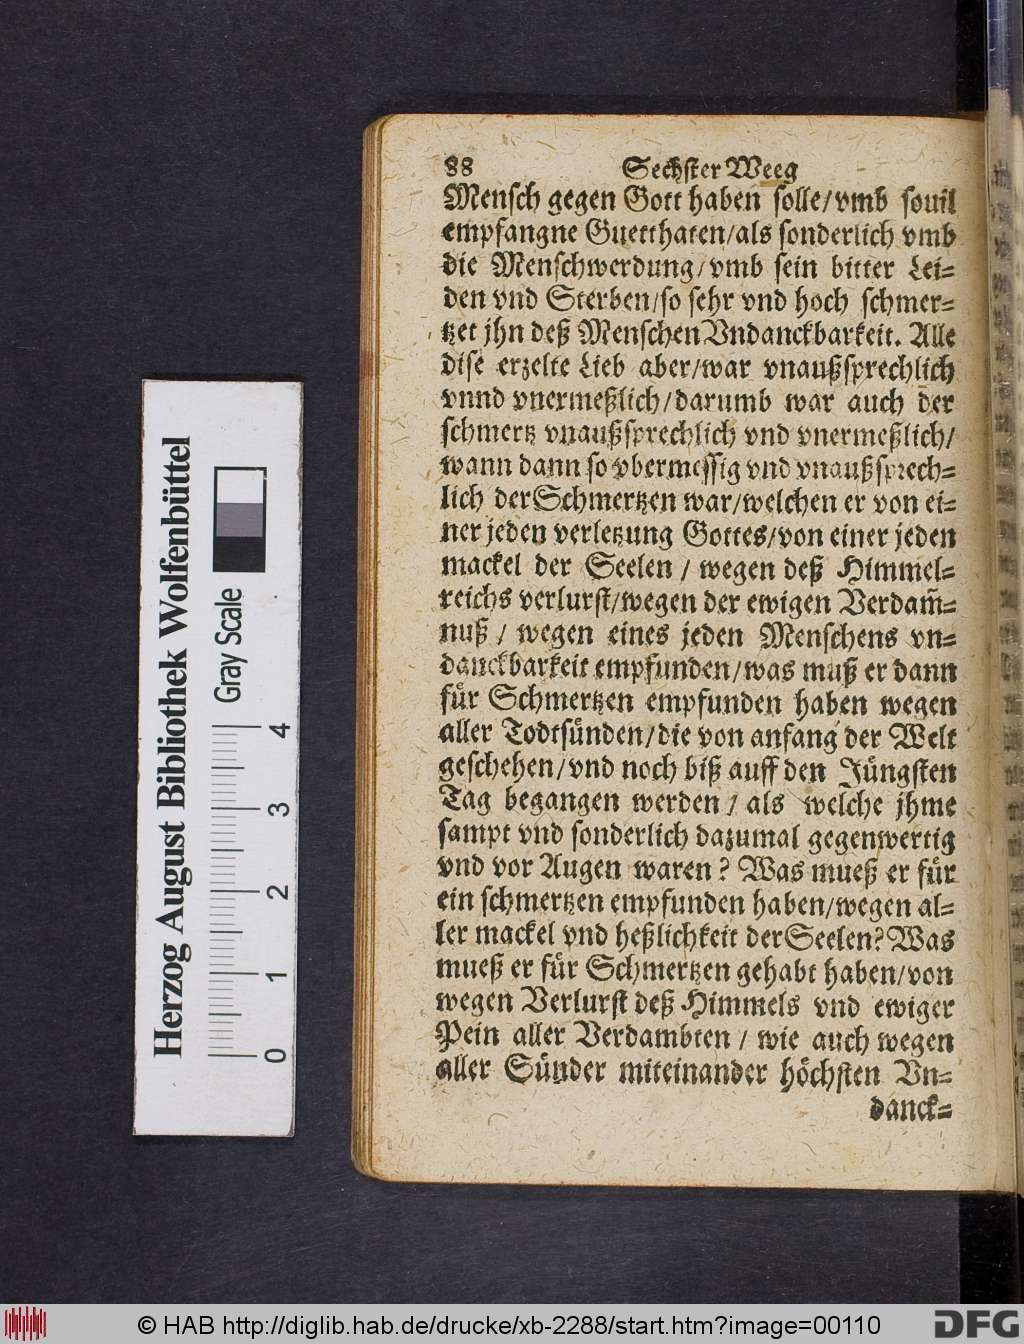 88 Sechster Weeg
Mensch gegen Gott haben solle/vmb souil
empfangne Guetthaten/als sonderlich vmb
die Menschwerdung/vmb sein bitter Lei=
den vnd Sterben/so sehr vnd hoch schmer=
tzet jhn deß Menschen Vndanckbarkeit. Alle
dise erzelte Lieb aber/war vnaußsprechlich
vnnd vnermeßlich/darumb war auch der
schmertz vnaußsprechlich vnd vnermeßlich/
wann dann so vbermessig vnd vnaußsprech=
lich der Schmertzen war/welchen er von ei=
ner jeden verletzung Gottes/von einer jeden
mackel der Seelen / wegen deß Himmel=
reichs verlurst/wegen der ewigen Verdam̃=
nuß / wegen eines jeden Menschens vn=
danckbarkeit empfunden/was muß er dann
für Schmertzen empfunden haben wegen
aller Todtsünden/die von anfang der Welt
geschehen/vnd noch biß auff den Jüngsten
Tag begangen werden / als welche jhme
sampt vnd sonderlich dazumal gegenwertig
vnd vor Augen waren? Was mueß er für
ein schmertzen empfunden haben/wegen al=
ler mackel vnd heßlichkeit der Seelen? Was
mueß er für Schmertzen gehabt haben/von
wegen Verlurst deß Himmels vnd ewiger
Pein aller Verdambten / wie auch wegen
aller Sünder miteinander höchsten Vn=
danck=
Herzog August Bibliothek Wolfenbüttel
Gray Scale
0 1 2 3 4
© HAB http://diglib.hab.de/drucke/xb-2288/start.htm?image=00110
DFG